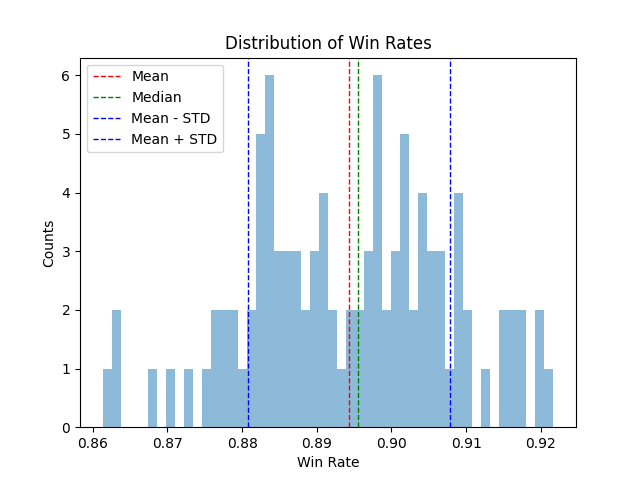 Distribution of Win Rates
Mean
Median
Mean - STD
Mean + STD
Counts
6
5
4
3
2
1
0
0.86 0.87 0.88 0.89 0.90 0.91 0.92
Win Rate